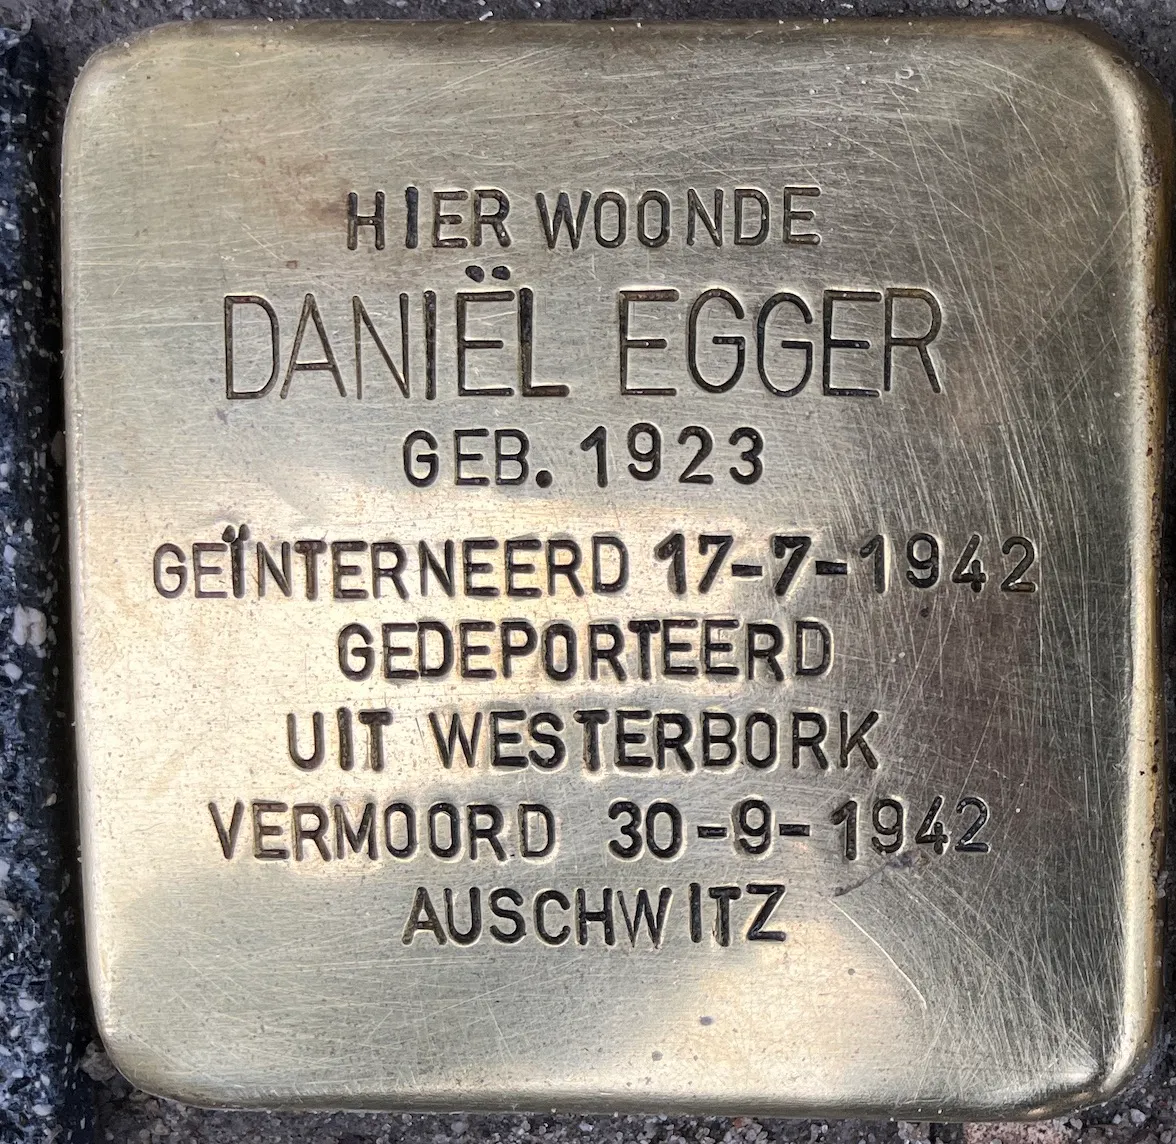 HIER WOONDE
DANIËL EGGER
GEB. 1923
GEÏNTERNEERD 17-7-1942
GEDEPORTEERD
UIT WESTERBORK
VERMOORD 30-9-1942
AUSCHWITZ